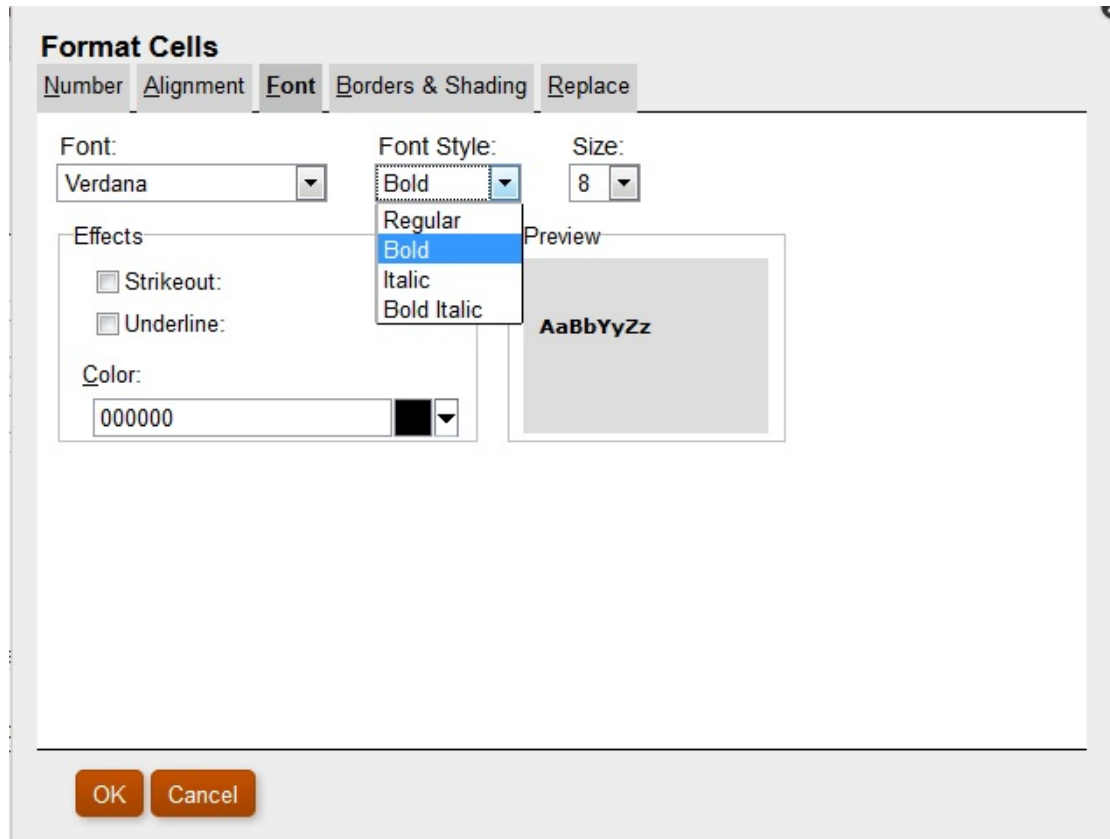 Format Cells
Number Alignment Font Borders & Shading Replace
Font: Font Style: Size:
Verdana Bold 8
Regular
Bold
Italic
Bold Italic
Effects
Strikeout:
Underline:
Color:
000000
Preview
AaBbYyZz
OK Cancel